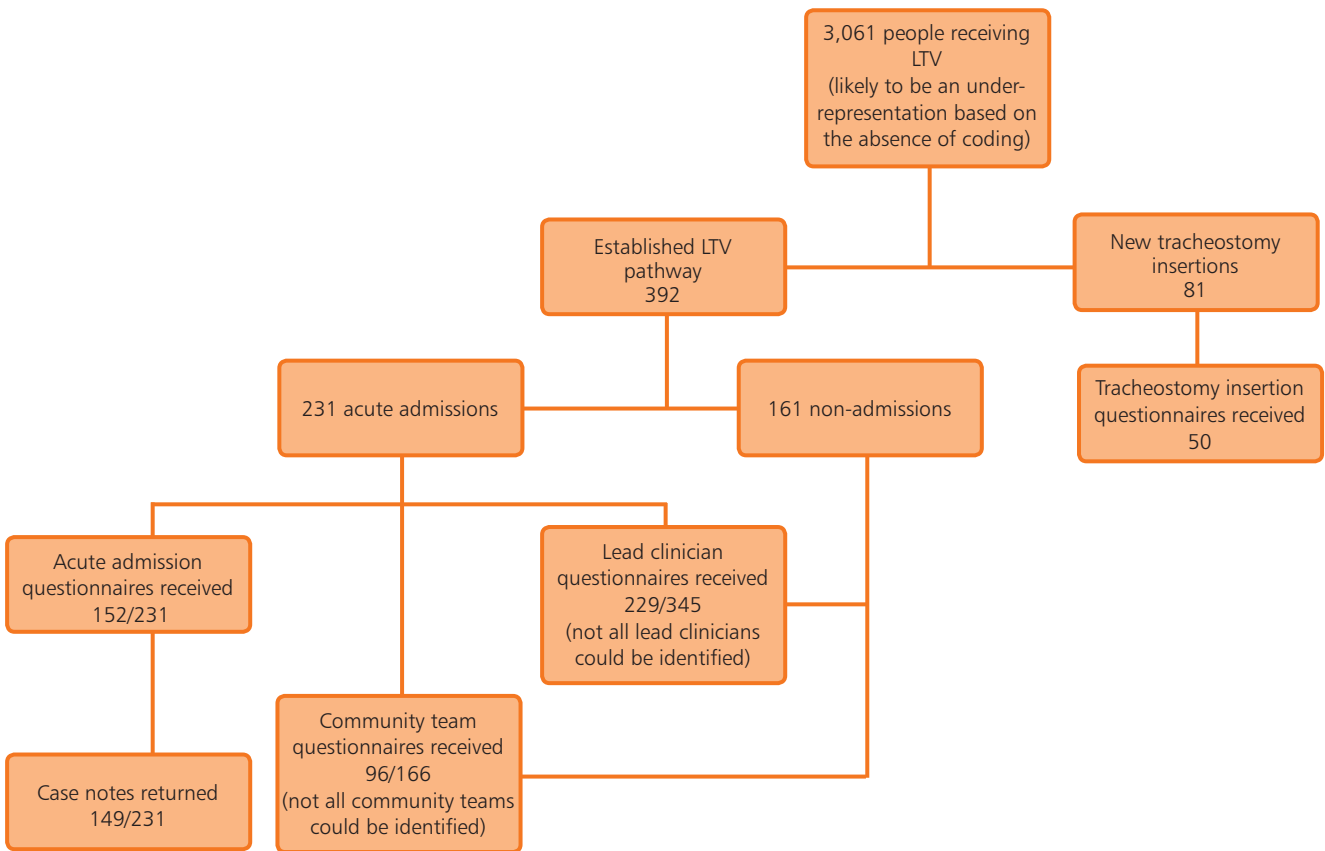 3,061 people receiving
LTV
(likely to be an under-
representation based on
the absence of coding)
Established LTV
pathway
392
New tracheostomy
insertions
81
231 acute admissions
161 non-admissions
Tracheostomy insertion
questionnaires received
50
Acute admission
questionnaires received
152/231
Lead clinician
questionnaires received
229/345
(not all lead clinicians
could be identified)
Community team
questionnaires received
96/166
(not all community teams
could be identified)
Case notes returned
149/231